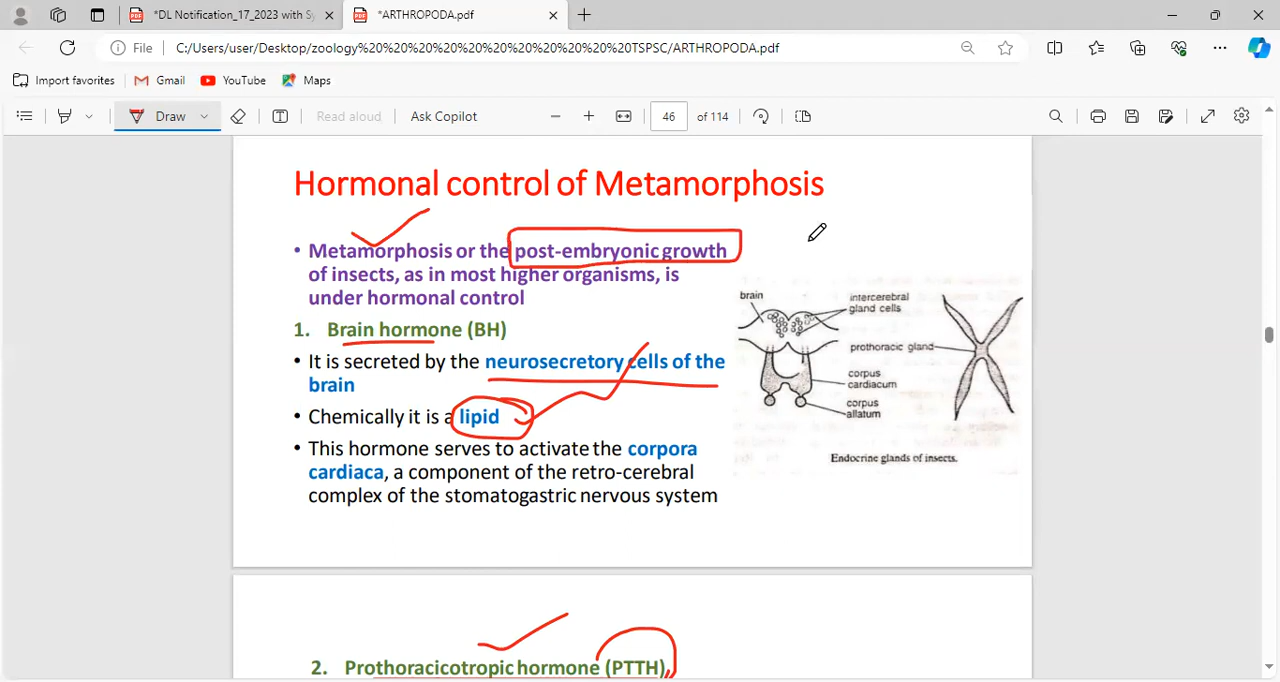 *DL Notification_17_2023 with Sy
*ARTHROPODA.pdf
File
C:/Users/user/Desktop/zoology%20%20%20%20%20%20%20%20%20%20TSPSC/ARTHROPODA.pdf
Import favorites
Gmail
YouTube
Maps
Draw
Read aloud
Ask Copilot
46
of 114
Hormonal control of Metamorphosis
• Metamorphosis or the post-embryonic growth
of insects, as in most higher organisms, is
under hormonal control
1. Brain hormone (BH)
• It is secreted by the neurosecretory cells of the
brain
• Chemically it is a lipid
• This hormone serves to activate the corpora
cardiaca, a component of the retro-cerebral
complex of the stomatogastric nervous system
brain
intercerebral
gland cells
prothoracic gland
corpus
cardiacum
corpus
allatum
Endocrine glands of insects.
2. Prothoracicotropic hormone (PTTH),